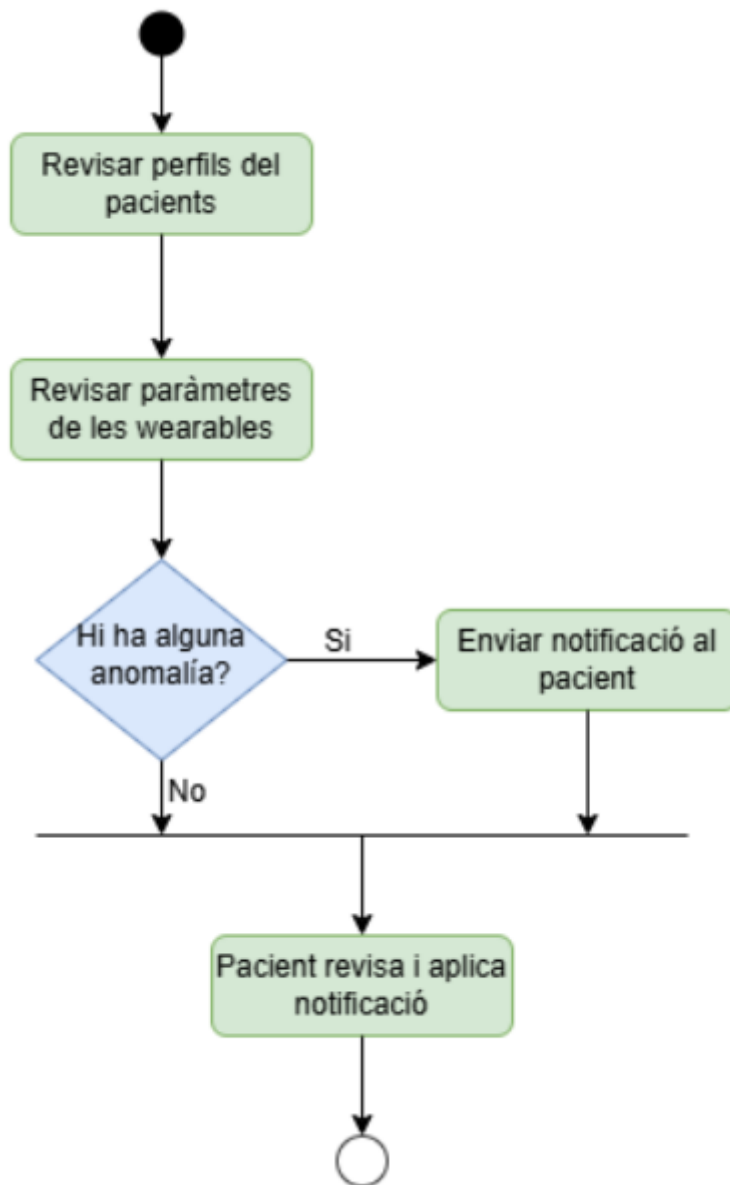 Revisar perfils del
pacients
Revisar paràmetres
de les wearables
Hi ha alguna
anomalía?
Si
Enviar notificació al
pacient
No
Pacient revisa i aplica
notificació